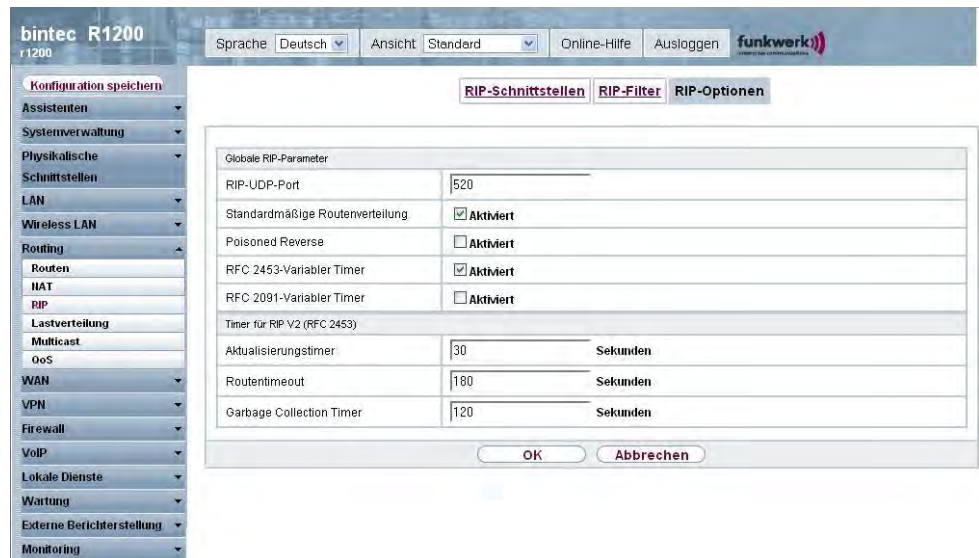 bintec R1200
r1200
Sprache Deutsch Ansicht Standard Online-Hilfe Ausloggen funkwerk
Konfiguration speichern
Assistenten
Systemverwaltung
Physikalische
Schnittstellen
LAN
Wireless LAN
Routing
Routen
NAT
RIP
Lastverteilung
Multicast
QoS
WAN
VPN
Firewall
VoIP
Lokale Dienste
Wartung
Externe Berichterstellung
Monitoring
RIP-Schnittstellen RIP-Filter RIP-Optionen
Globale RIP-Parameter
RIP-UDP-Port 520
Standardmäßige Routenverteilung Aktiviert
Poisoned Reverse Aktiviert
RFC 2453-Variabler Timer Aktiviert
RFC 2091-Variabler Timer Aktiviert
Timer für RIP V2 (RFC 2453)
Aktualisierungstimer 30 Sekunden
Routentimeout 180 Sekunden
Garbage Collection Timer 120 Sekunden
OK Abbrechen